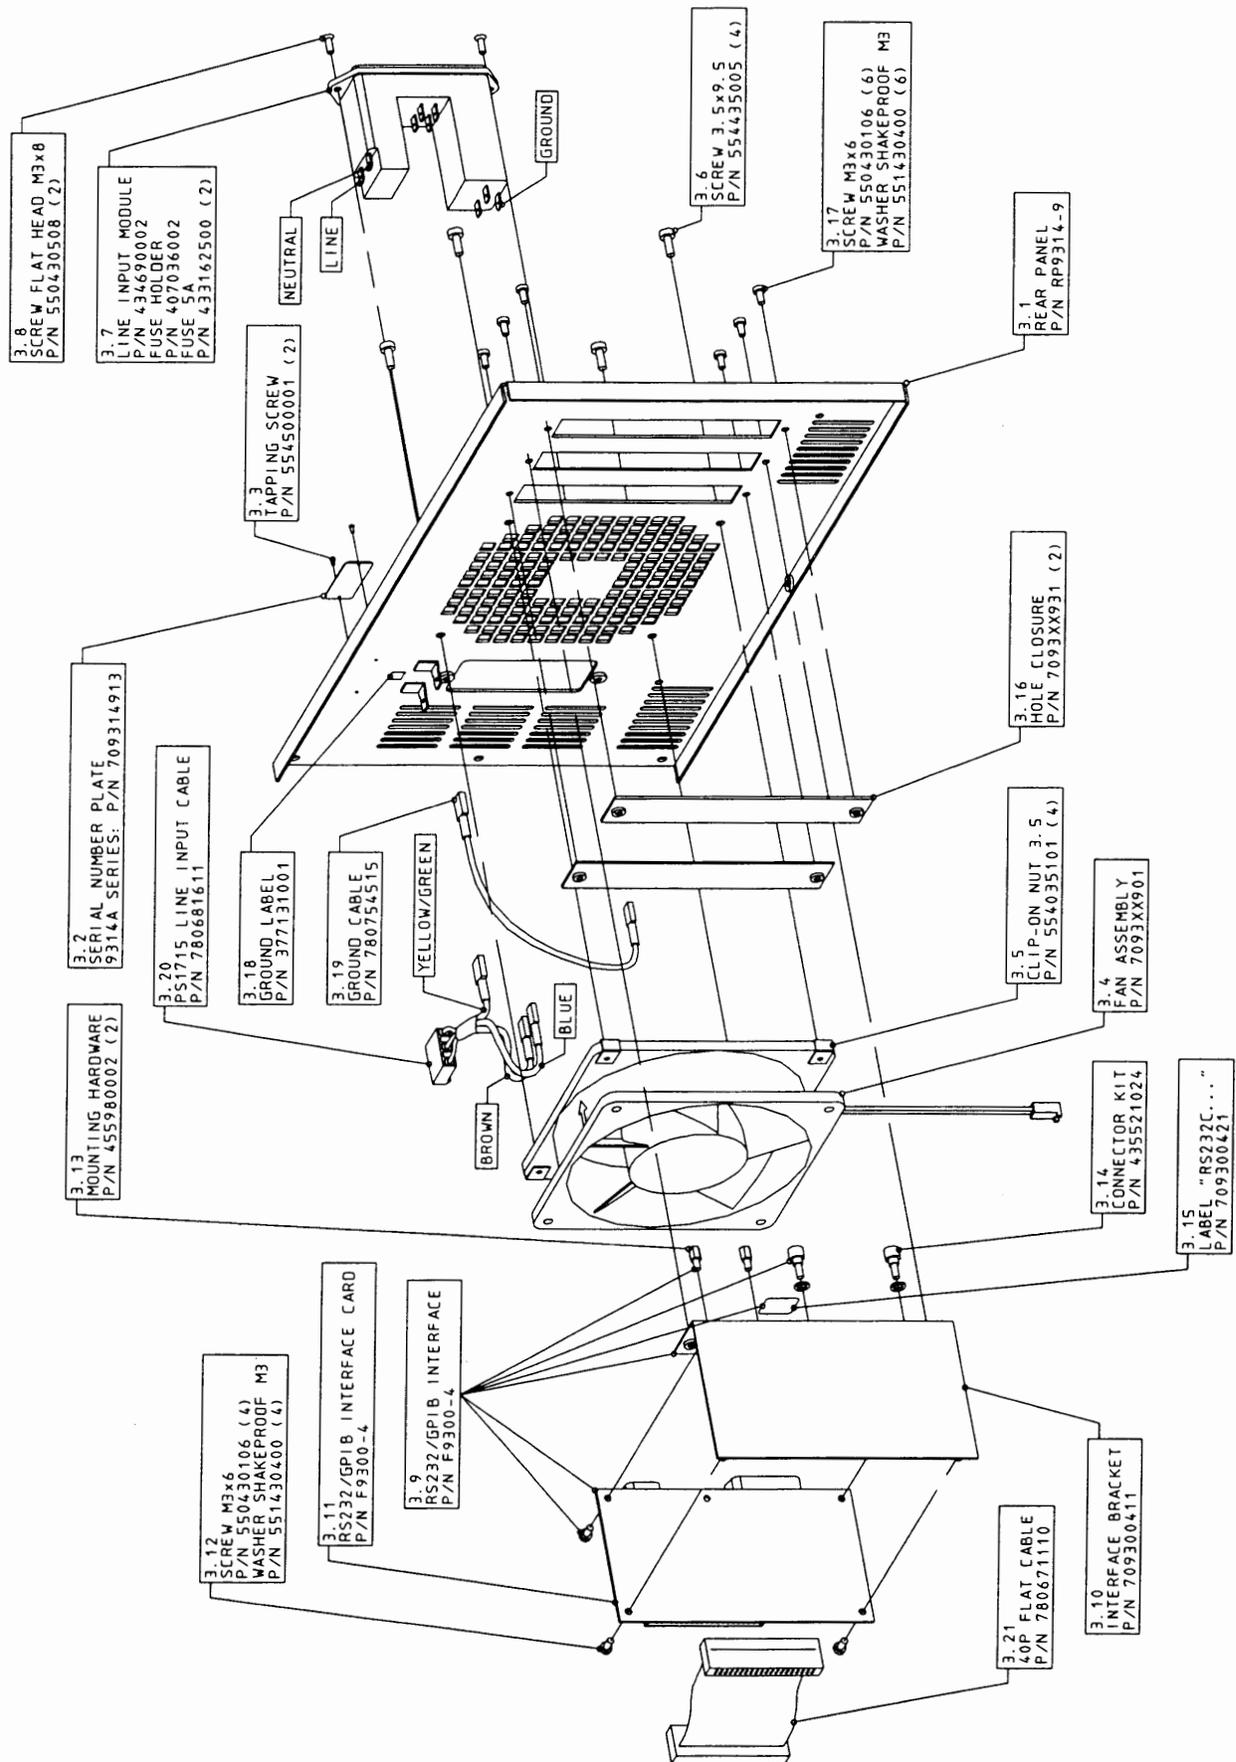 3.8
SCREW FLAT HEAD M3x8
P/N 550430508 (2)
3.7
LINE INPUT MODULE
P/N 434690002
FUSE HOLDER
P/N 407036002
FUSE 5A
P/N 433162500 (2)
NEUTRAL
LINE
GROUND
3.6
SCREW 3.5x9.5
P/N 554435005 (4)
3.17
SCREW M3x6
P/N 550430106 (6)
WASHER SHAKEPROOF M3
P/N 551430400 (6)
3.3
TAPPING SCREW
P/N 554500001 (2)
3.1
REAR PANEL
P/N RP9314-9
3.2
SERIAL NUMBER PLATE
9314A SERIES: P/N 709314913
3.20
PS1715 LINE INPUT CABLE
P/N 780681611
3.18
GROUND LABEL
P/N 377131001
3.19
GROUND CABLE
P/N 780754515
YELLOW/GREEN
BLUE
BROWN
3.16
HOLE CLOSURE
P/N 7093XX931 (2)
3.5
CLIP-ON NUT 3.5
P/N 554035101 (4)
3.4
FAN ASSEMBLY
P/N 7093XX901
3.13
MOUNTING HARDWARE
P/N 455980002 (2)
3.14
CONNECTOR KIT
P/N 435521024
3.15
LABEL "RS232C..."
P/N 709300421
3.12
SCREW M3x6
P/N 550430106 (4)
WASHER SHAKEPROOF M3
P/N 551430400 (4)
3.11
RS232/GPIB INTERFACE CARD
P/N F9300-4
3.9
RS232/GPIB INTERFACE
P/N F9300-4
3.21
40P FLAT CABLE
P/N 780671110
3.10
INTERFACE BRACKET
P/N 709300411